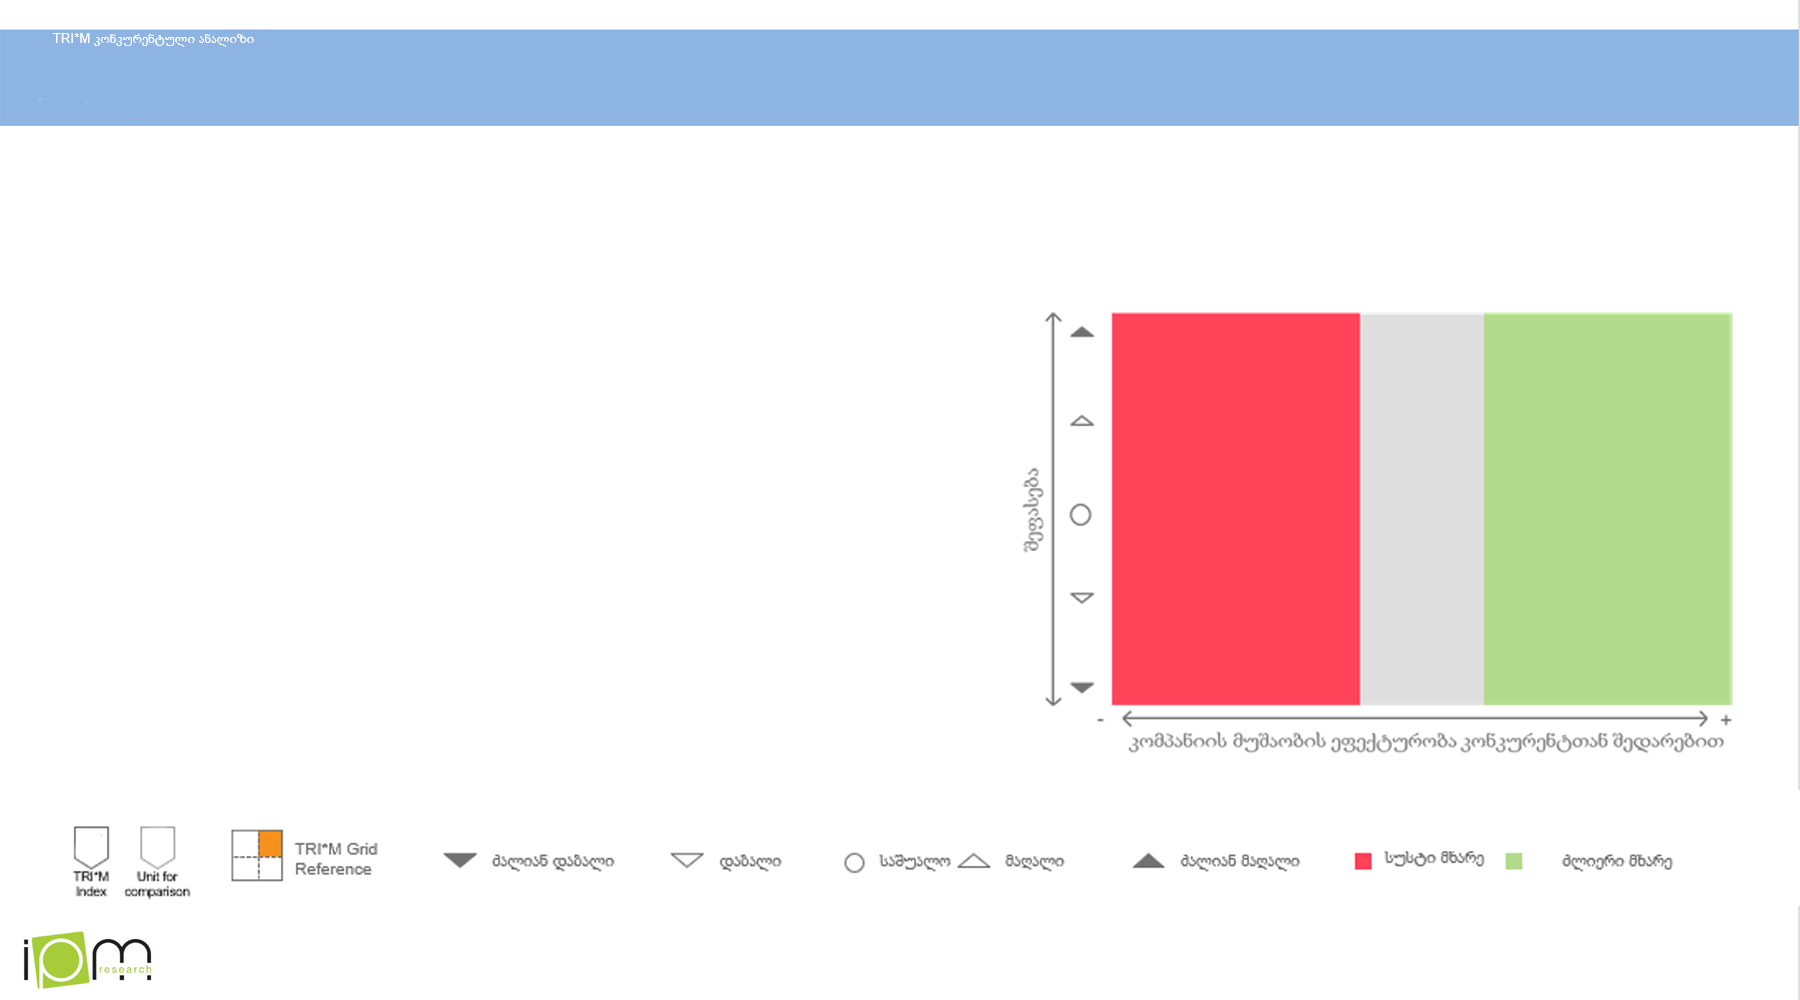 TRI*M კონკურენტული ანალიზი
შეფასება
- +
კომპანიის მუშაობის ეფექტურობა კონკურენტთან შედარებით
TRI*M
Index
Unit for
comparison
TRI*M Grid
Reference
ძალიან დაბალი
დაბალი
საშუალო
მაღალი
ძალიან მაღალი
სუსტი მხარე
ძლიერი მხარე
ipm
research